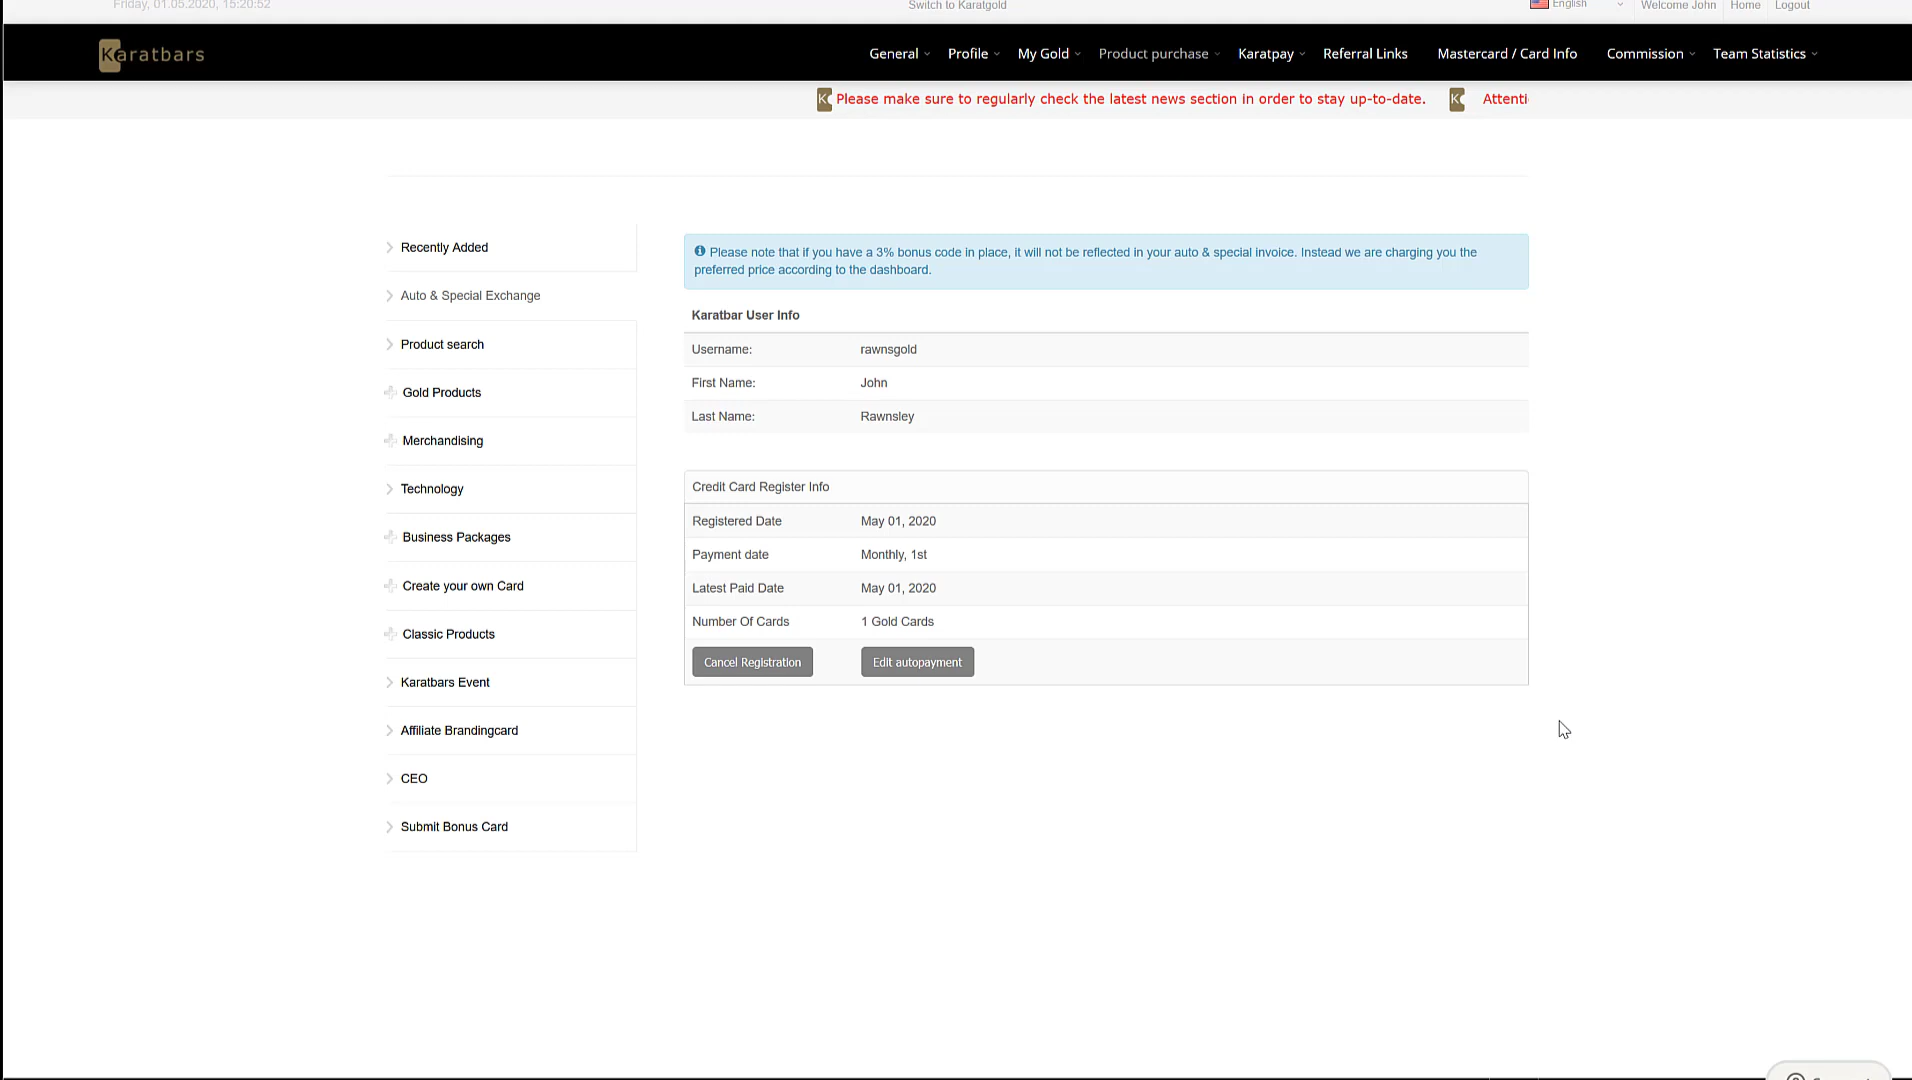 Friday, 01.05.2020, 15:20:52
Switch to Karatgold
English
Welcome John
Home
Logout
Karatbars
General
Profile
My Gold
Product purchase
Karatpay
Referral Links
Mastercard / Card Info
Commission
Team Statistics
Please make sure to regularly check the latest news section in order to stay up-to-date.
Attenti
Recently Added
Auto & Special Exchange
Product search
Gold Products
Merchandising
Technology
Business Packages
Create your own Card
Classic Products
Karatbars Event
Affiliate Brandingcard
CEO
Submit Bonus Card
Please note that if you have a 3% bonus code in place, it will not be reflected in your auto & special invoice. Instead we are charging you the
preferred price according to the dashboard.
Karatbar User Info
Username: rawnsgold
First Name: John
Last Name: Rawnsley
Credit Card Register Info
Registered Date May 01, 2020
Payment date Monthly, 1st
Latest Paid Date May 01, 2020
Number Of Cards 1 Gold Cards
Cancel Registration Edit autopayment